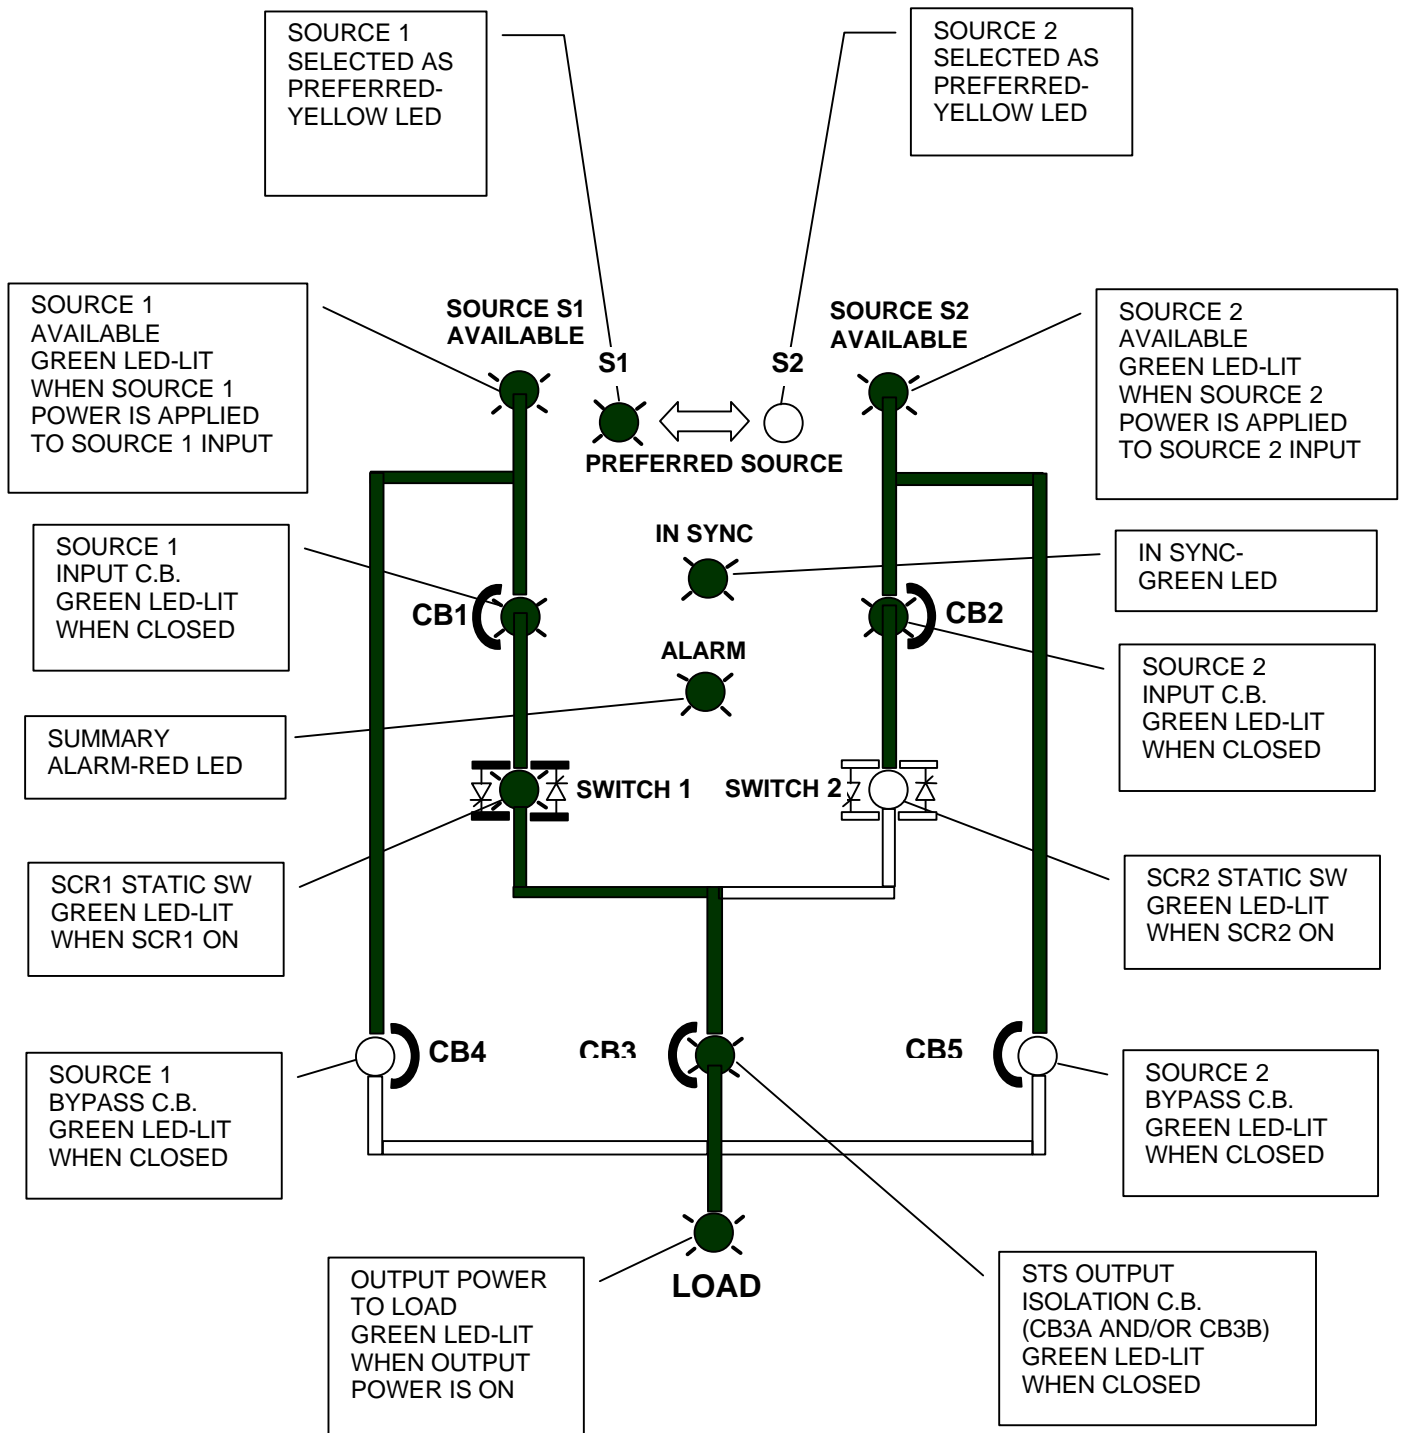 SOURCE 1
SELECTED AS
PREFERRED-
YELLOW LED
SOURCE 2
SELECTED AS
PREFERRED-
YELLOW LED
SOURCE 1
AVAILABLE
GREEN LED-LIT
WHEN SOURCE 1
POWER IS APPLIED
TO SOURCE 1 INPUT
SOURCE S1
AVAILABLE
S1
S2
SOURCE S2
AVAILABLE
PREFERRED SOURCE
SOURCE 2
AVAILABLE
GREEN LED-LIT
WHEN SOURCE 2
POWER IS APPLIED
TO SOURCE 2 INPUT
SOURCE 1
INPUT C.B.
GREEN LED-LIT
WHEN CLOSED
CB1
IN SYNC
CB2
IN SYNC-
GREEN LED
ALARM
SOURCE 2
INPUT C.B.
GREEN LED-LIT
WHEN CLOSED
SUMMARY
ALARM-RED LED
SWITCH 1
SWITCH 2
SCR1 STATIC SW
GREEN LED-LIT
WHEN SCR1 ON
SCR2 STATIC SW
GREEN LED-LIT
WHEN SCR2 ON
CB4
CB3
CB5
SOURCE 1
BYPASS C.B.
GREEN LED-LIT
WHEN CLOSED
SOURCE 2
BYPASS C.B.
GREEN LED-LIT
WHEN CLOSED
LOAD
OUTPUT POWER
TO LOAD
GREEN LED-LIT
WHEN OUTPUT
POWER IS ON
STS OUTPUT
ISOLATION C.B.
(CB3A AND/OR CB3B)
GREEN LED-LIT
WHEN CLOSED